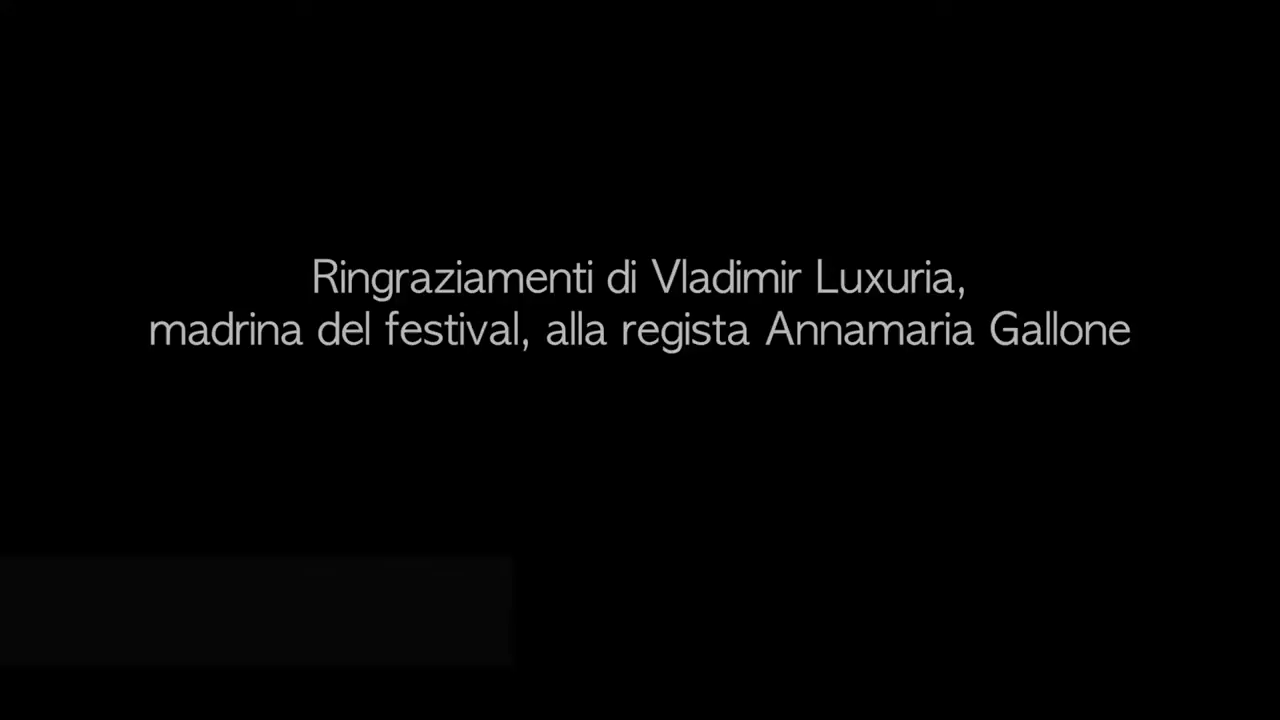 Ringraziamenti di Vladimir Luxuria,
madrina del festival, alla regista Annamaria Gallone